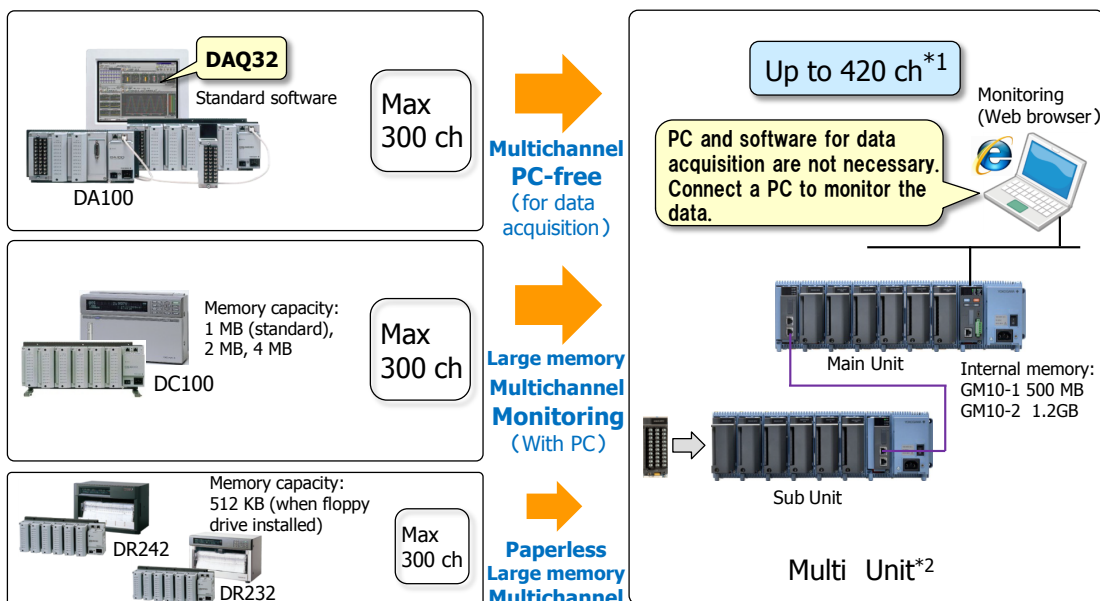 DAQ32
Standard software
DA100
Max
300 ch
Multichannel
PC-free
(for data
acquisition)
Memory capacity:
1 MB (standard),
2 MB, 4 MB
DC100
Max
300 ch
Large memory
Multichannel
Monitoring
(With PC)
Memory capacity:
512 KB (when floppy
drive installed)
DR242
DR232
Max
300 ch
Paperless
Large memory
Multichannel
Up to 420 ch*1
Monitoring
(Web browser)
PC and software for data
acquisition are not necessary.
Connect a PC to monitor the
data.
Main Unit
Internal memory:
GM10-1 500 MB
GM10-2 1.2GB
Sub Unit
Multi Unit*2